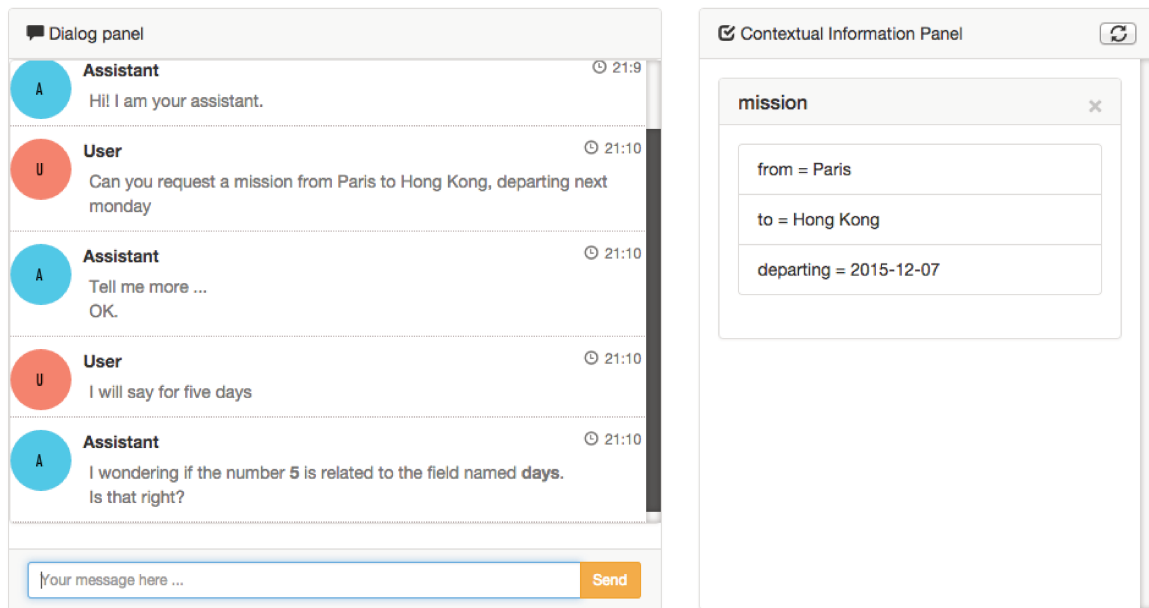 Dialog panel
Assistant
21:9
A
Hi! I am your assistant.
User
21:10
U
Can you request a mission from Paris to Hong Kong, departing next
monday
Assistant
21:10
A
Tell me more ...
OK.
User
21:10
U
I will say for five days
Assistant
21:10
A
I wondering if the number 5 is related to the field named days.
Is that right?
Your message here ...
Send
Contextual Information Panel
mission
×
from = Paris
to = Hong Kong
departing = 2015-12-07